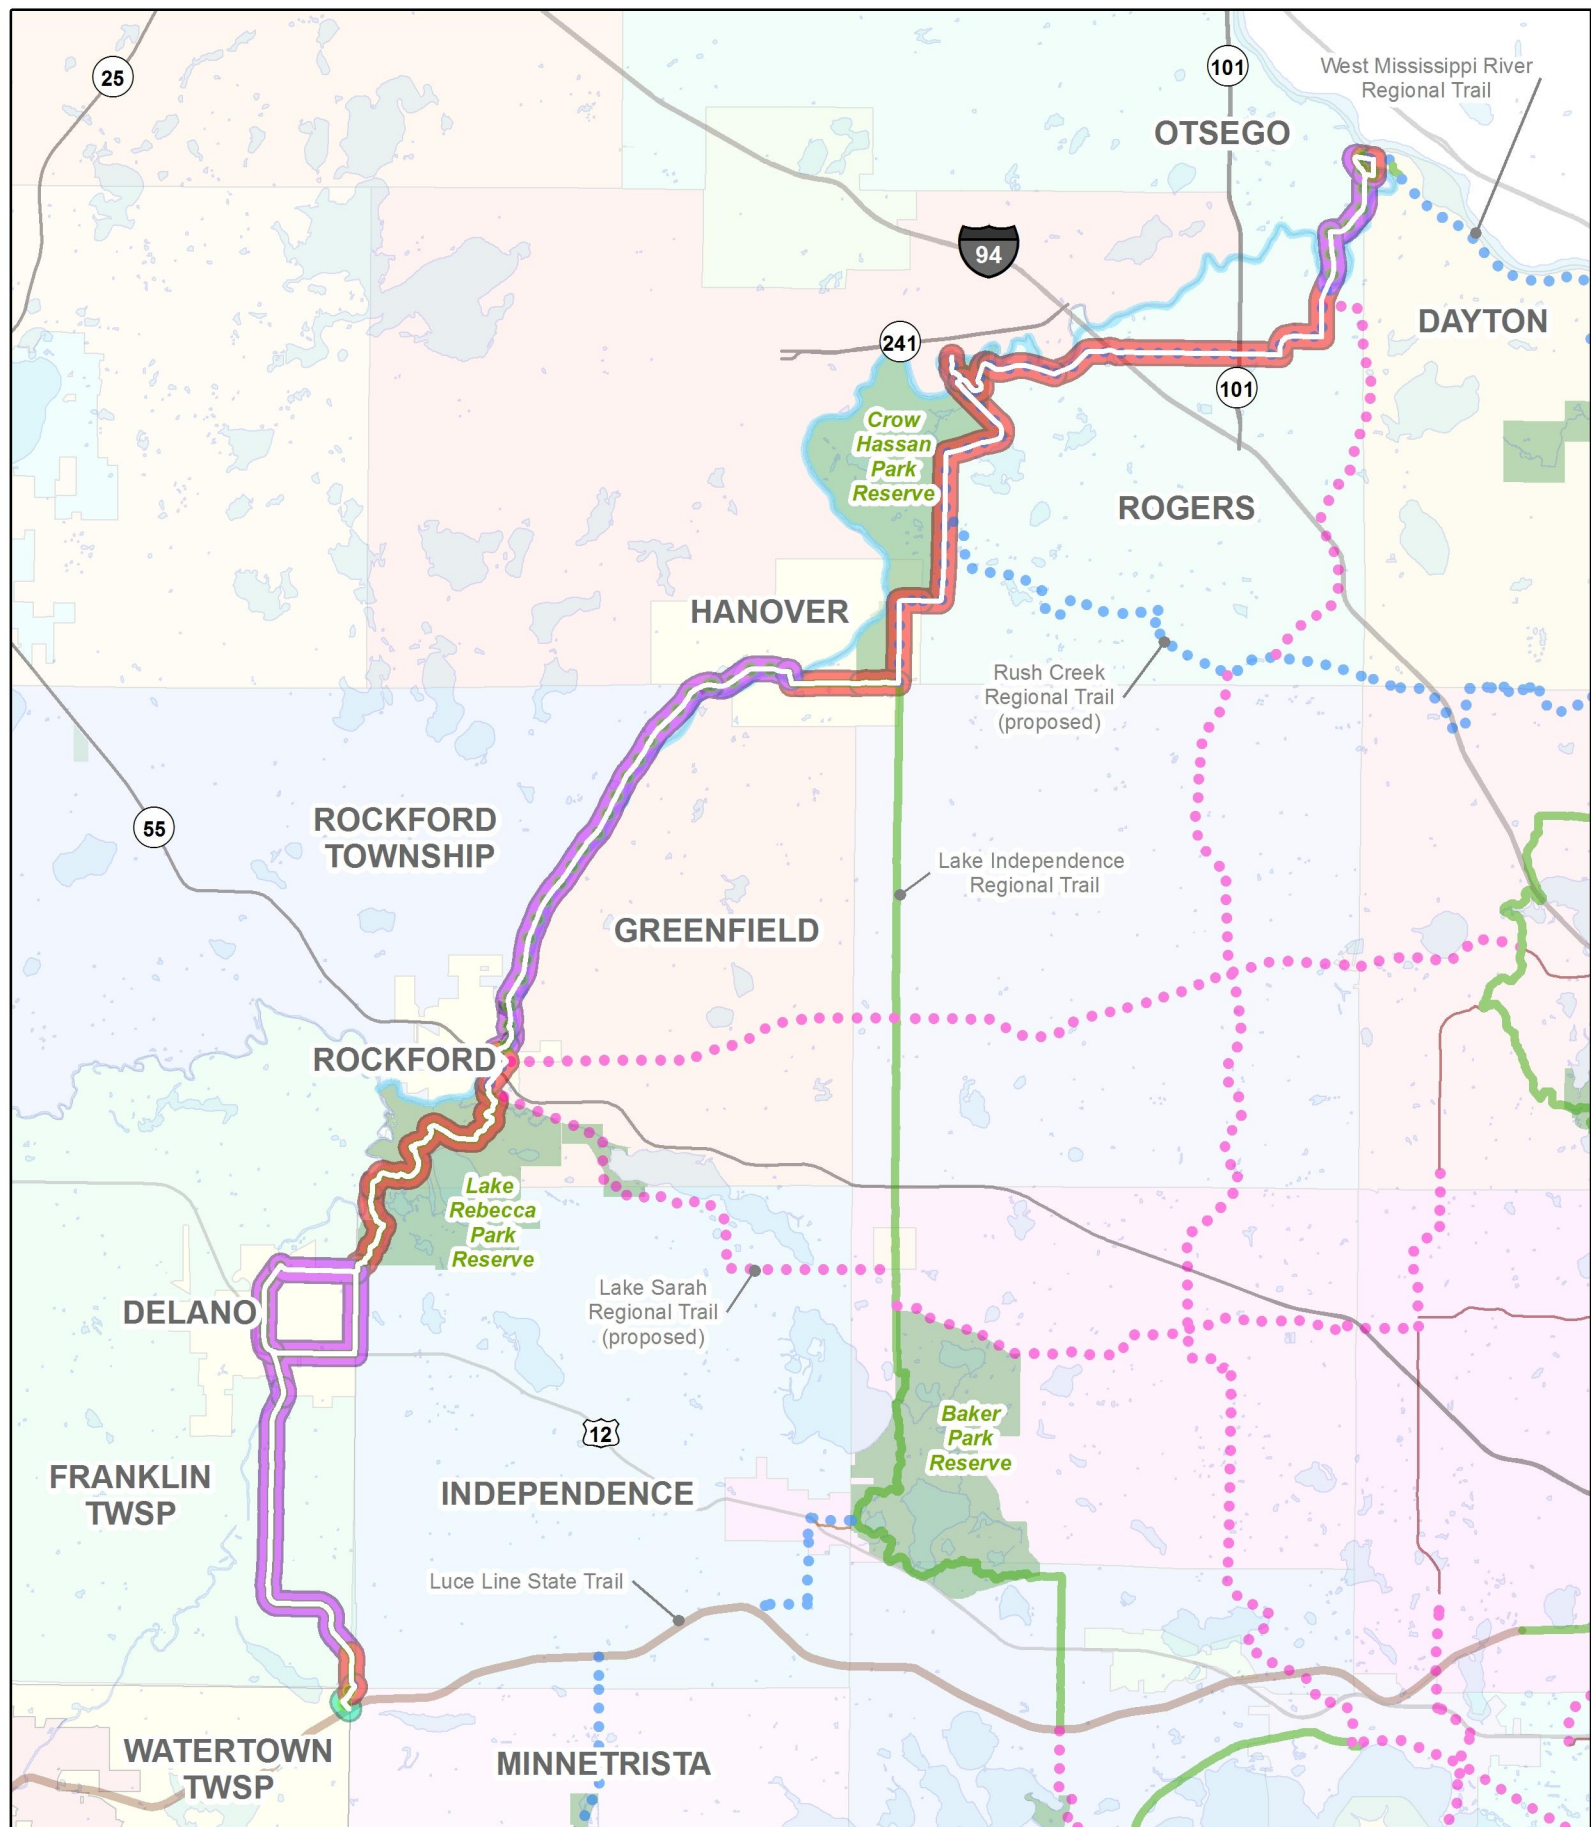 25
101
West Mississippi River
Regional Trail
OTSEGO
94
DAYTON
241
101
Crow
Hassan
Park
Reserve
ROGERS
HANOVER
Rush Creek
Regional Trail
(proposed)
55
ROCKFORD
TOWNSHIP
Lake Independence
Regional Trail
GREENFIELD
ROCKFORD
Lake
Rebecca
Park
Reserve
Lake Sarah
Regional Trail
(proposed)
DELANO
12
Baker
Park
Reserve
FRANKLIN
TWSP
INDEPENDENCE
Luce Line State Trail
WATERTOWN
TWSP
MINNETRISTA